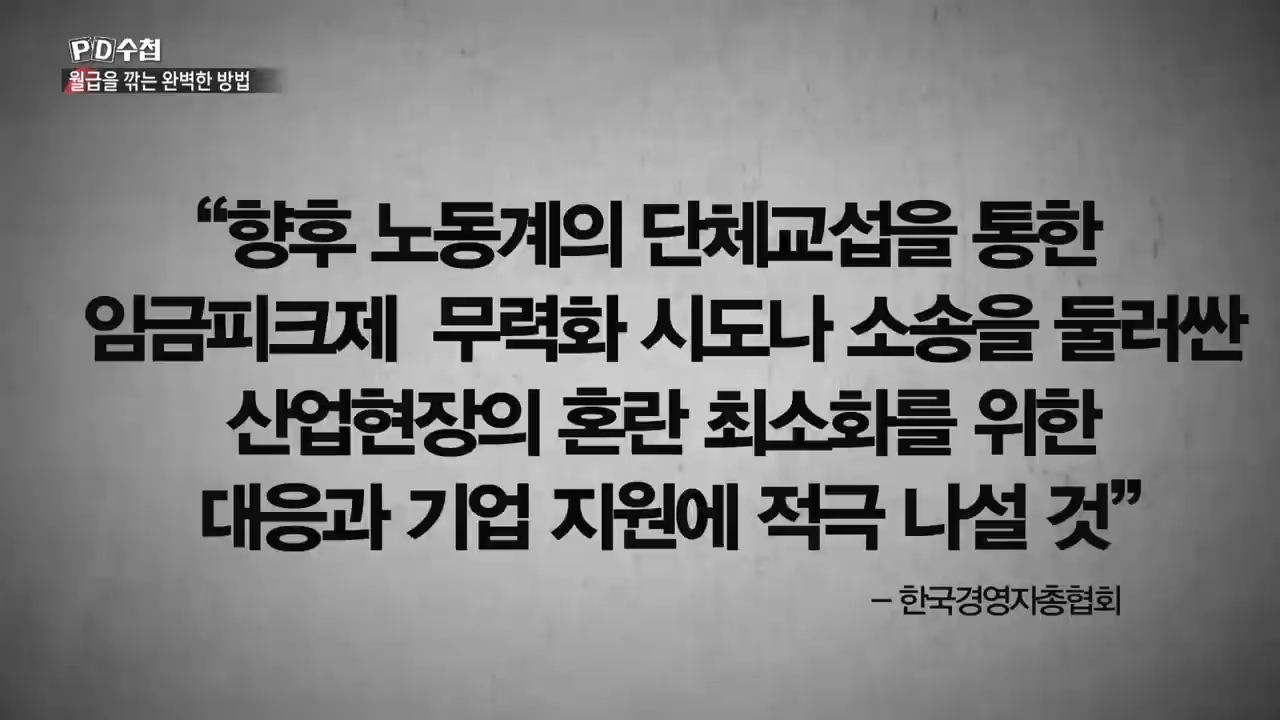 PD수첩
월급을 깎는 완벽한 방법
“향후 노동계의 단체교섭을 통한
임금피크제 무력화 시도나 소송을 둘러싼
산업현장의 혼란 최소화를 위한
대응과 기업 지원에 적극 나설 것”
– 한국경영자총협회